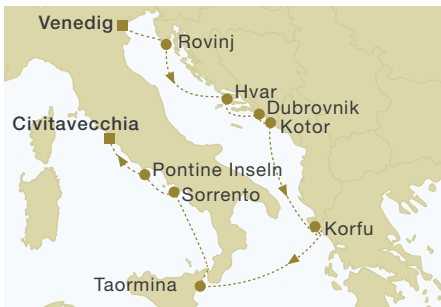 Venedig
Rovinj
Hvar
Dubrovnik
Kotor
Civitavecchia
Pontine Inseln
Sorrento
Korfu
Taormina